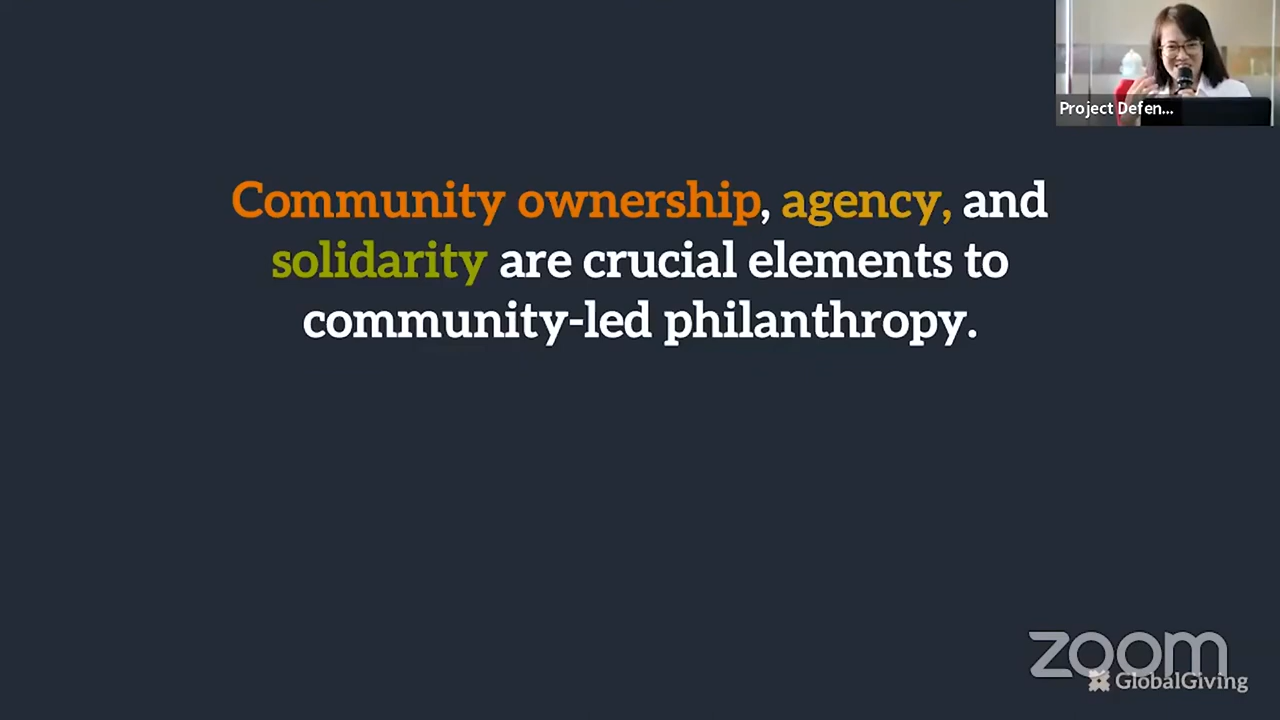 Project Defen...
Community ownership, agency, and
solidarity are crucial elements to
community-led philanthropy.
zoom
GlobalGiving